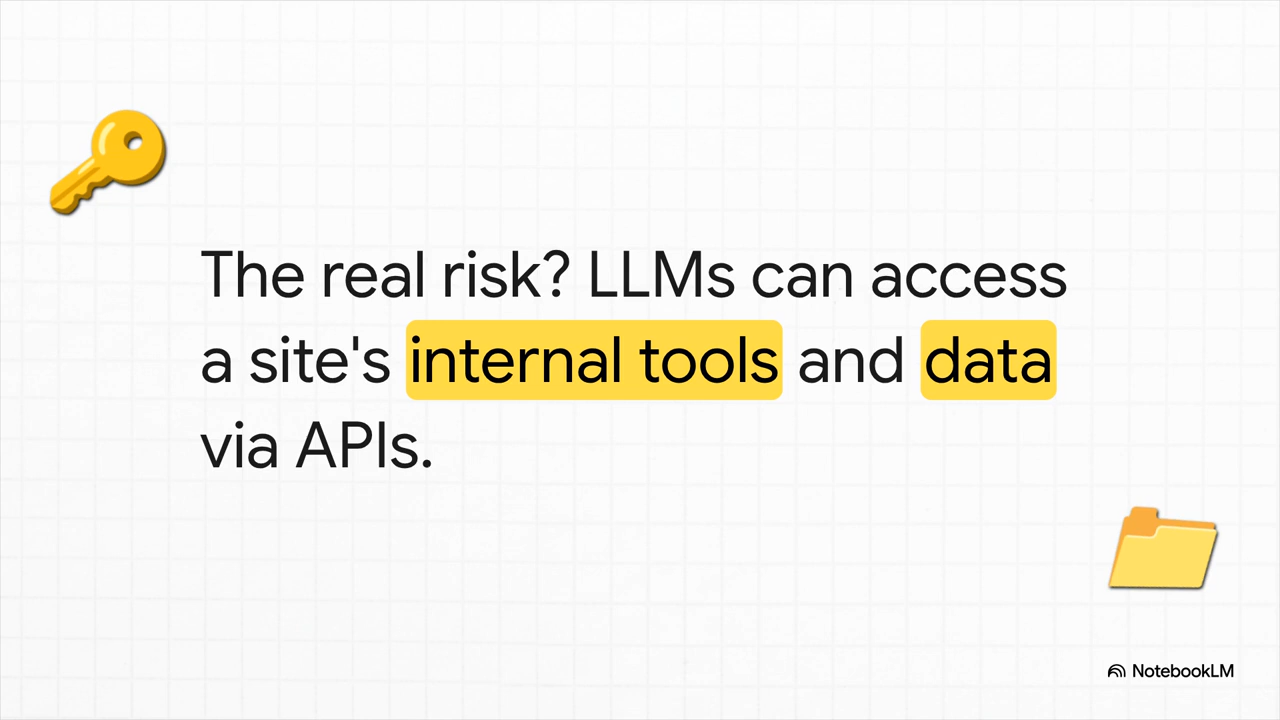 The real risk? LLMs can access
a site's internal tools and data
via APIs.
NotebookLM